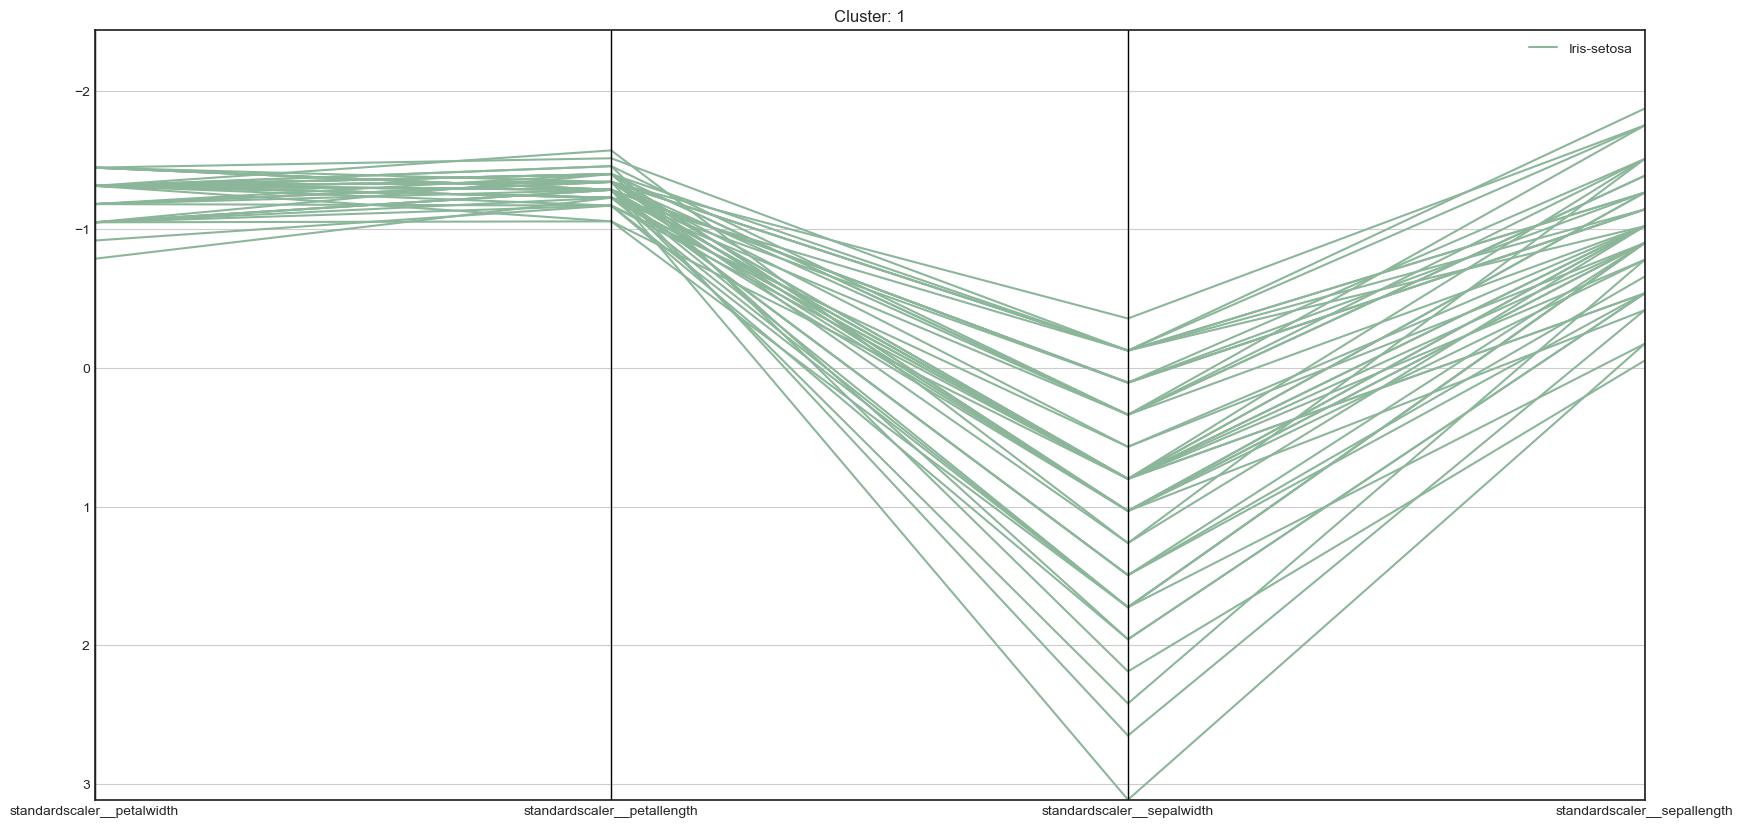 Cluster: 1
Iris-setosa
−2
−1
0
1
2
3
standardscaler__petalwidth
standardscaler__petallength
standardscaler__sepalwidth
standardscaler__sepallength